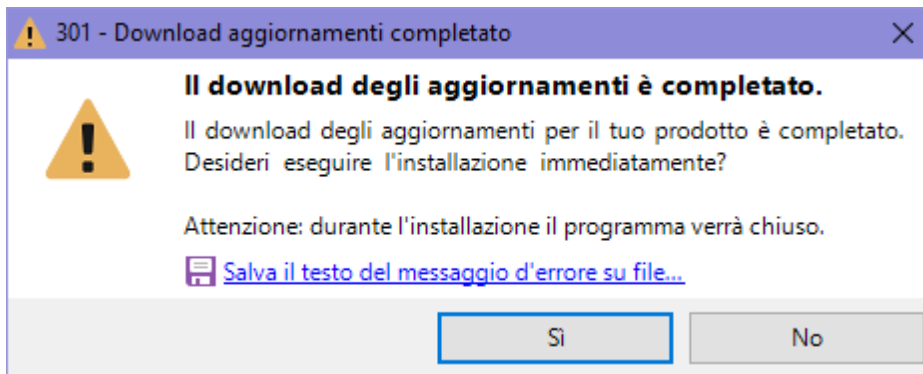 301 - Download aggiornamenti completato
Il download degli aggiornamenti è completato.
Il download degli aggiornamenti per il tuo prodotto è completato.
Desideri eseguire l'installazione immediatamente?
Attenzione: durante l'installazione il programma verrà chiuso.
Salva il testo del messaggio d'errore su file...
Sì
No